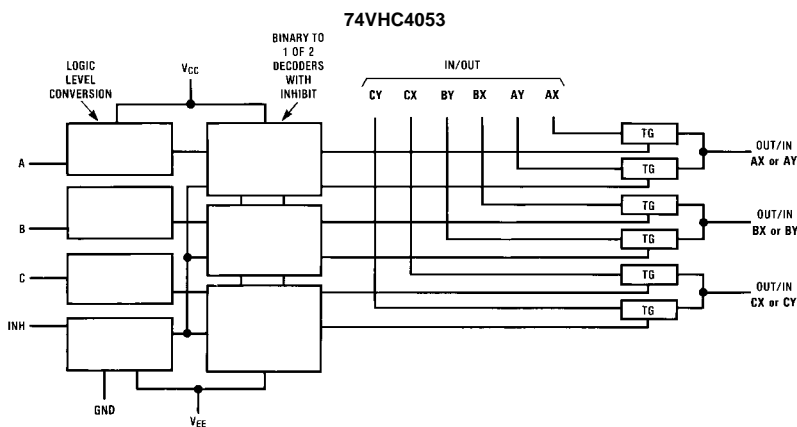 74VHC4053
LOGIC
LEVEL
CONVERSION
VCC
BINARY TO
1 OF 2
DECODERS
WITH
INHIBIT
IN/OUT
CY CX BY BX AY AX
A
B
C
INH
GND
VEE
TG
TG
TG
TG
TG
TG
OUT/IN
AX or AY
OUT/IN
BX or BY
OUT/IN
CX or CY